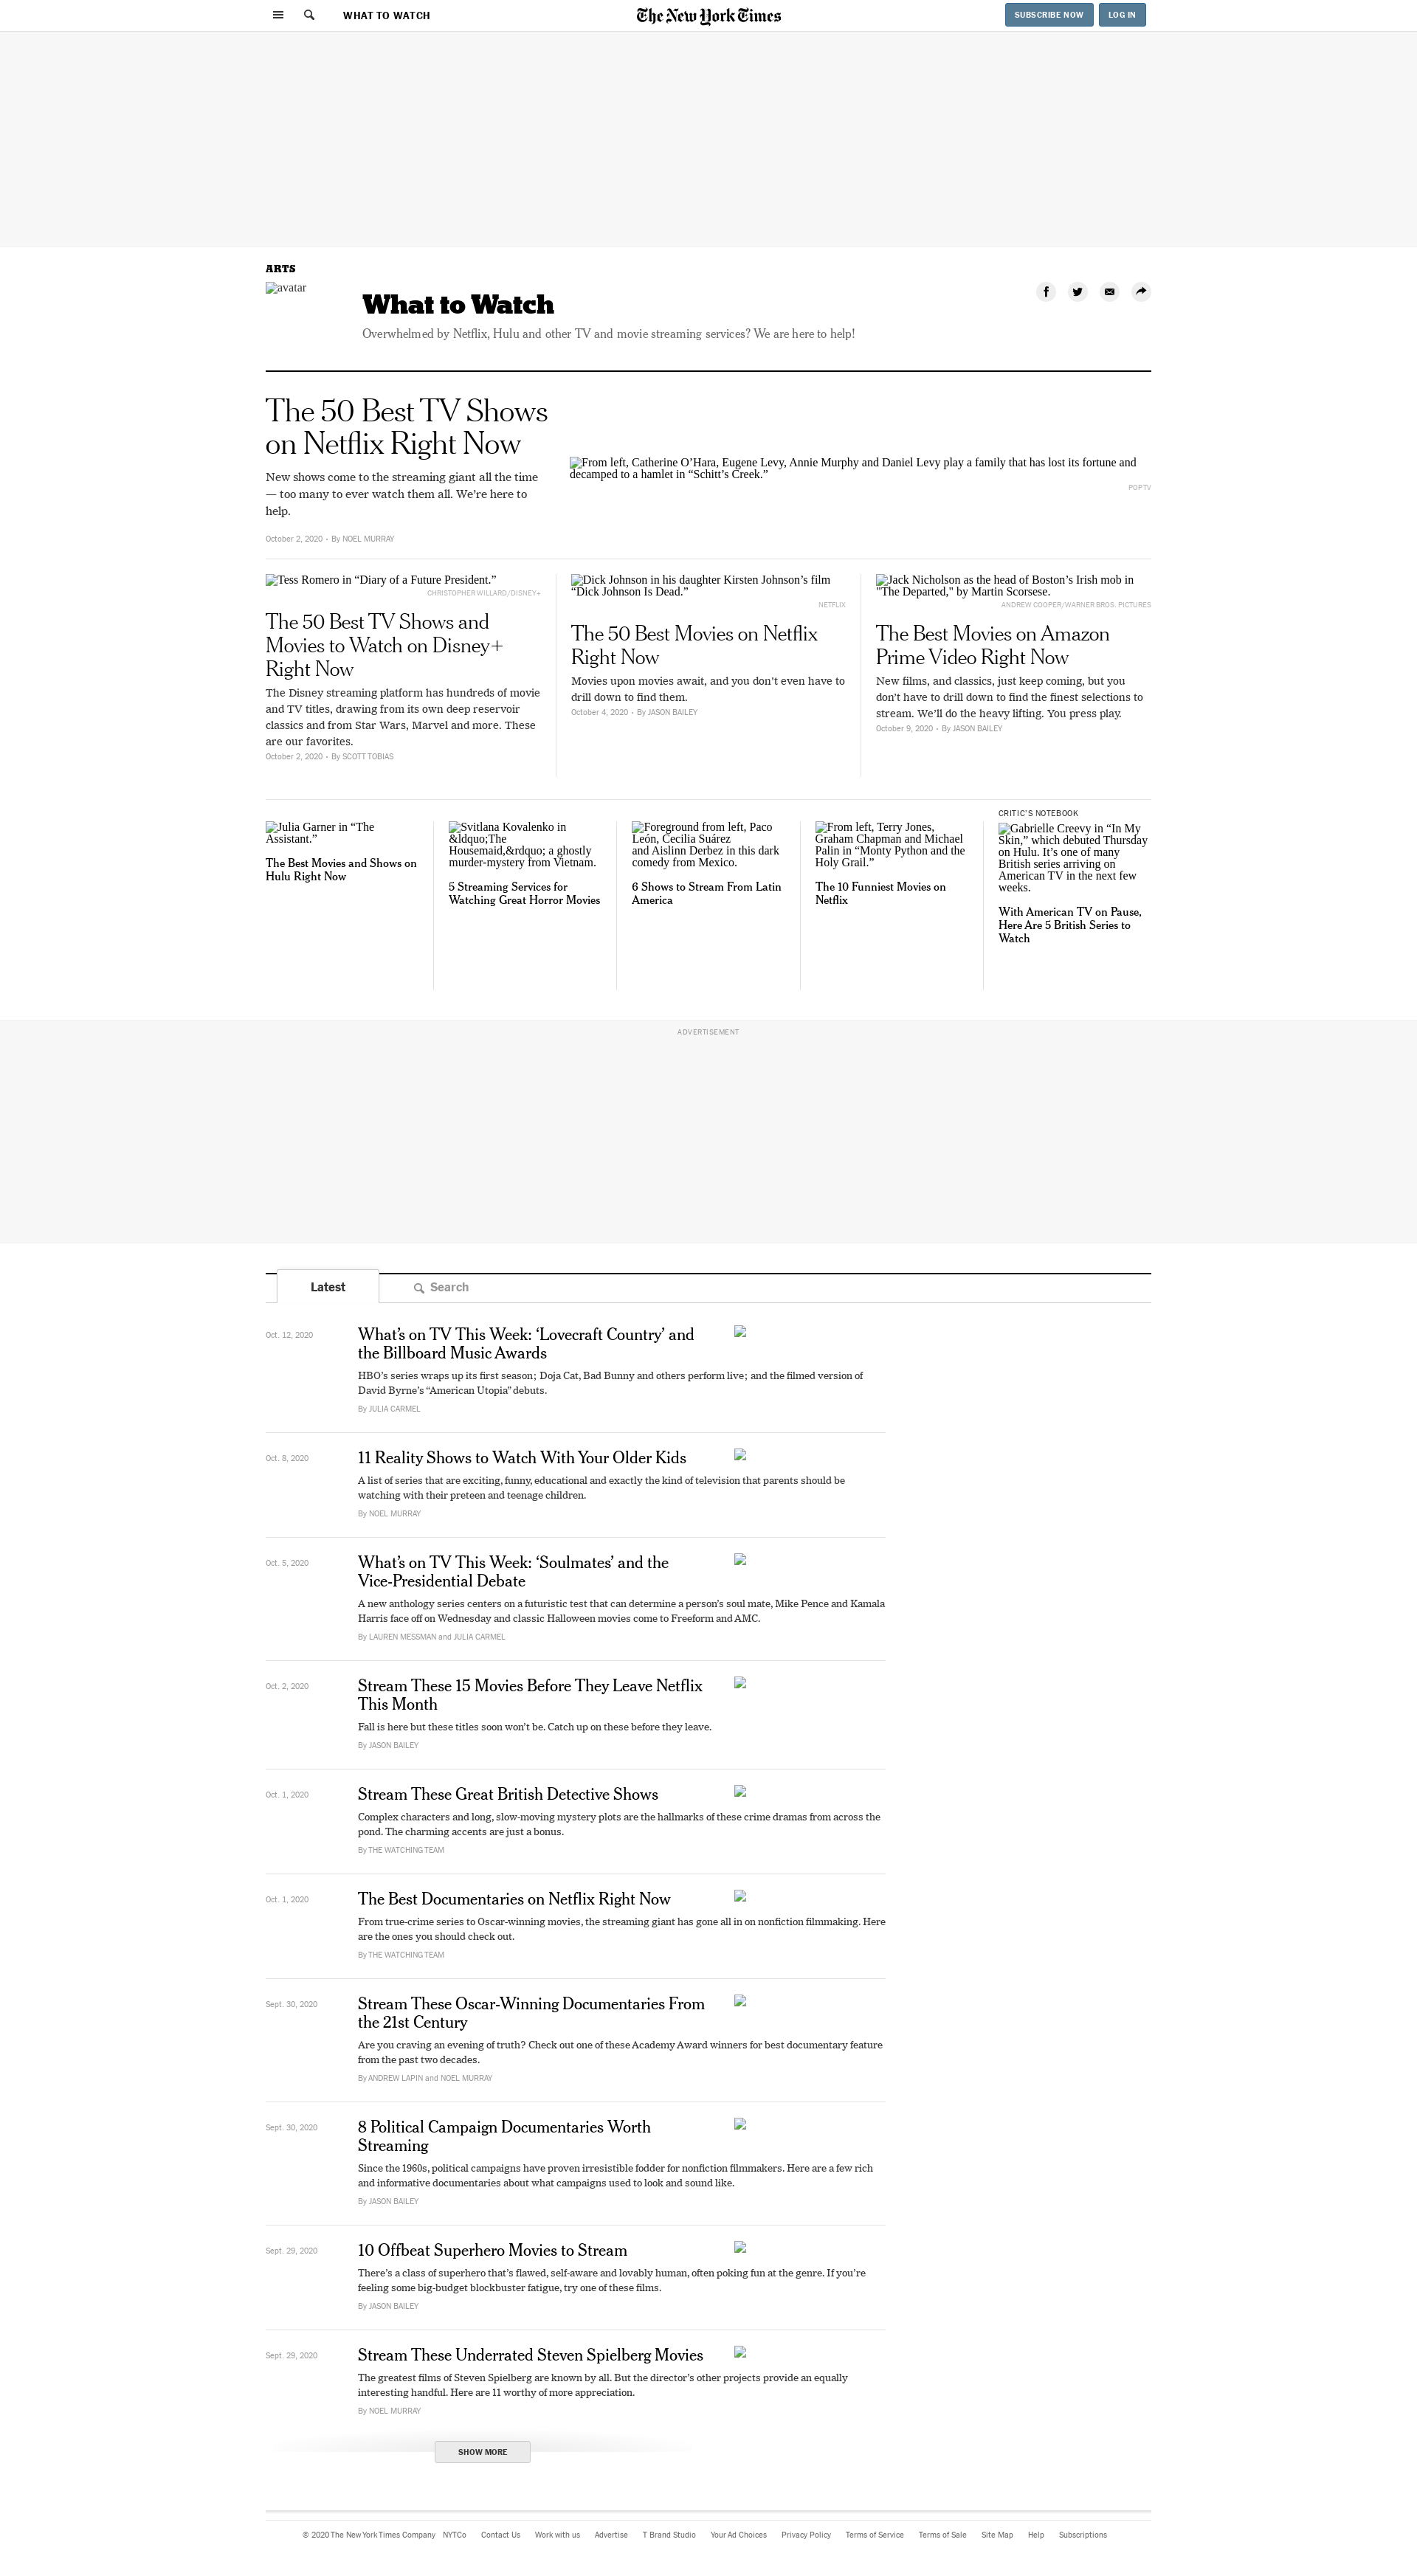 WHAT TO WATCH
The New York Times
SUBSCRIBE NOW
LOG IN
ARTS
avatar
What to Watch
Overwhelmed by Netflix, Hulu and other TV and movie streaming services? We are here to help!
The 50 Best TV Shows
on Netflix Right Now
New shows come to the streaming giant all the time
— too many to ever watch them all. We’re here to
help.
October 2, 2020 • By NOEL MURRAY
From left, Catherine O’Hara, Eugene Levy, Annie Murphy and Daniel Levy play a family that has lost its fortune and
decamped to a hamlet in “Schitt’s Creek.”
POP TV
Tess Romero in “Diary of a Future President.”
CHRISTOPHER WILLARD/DISNEY+
The 50 Best TV Shows and
Movies to Watch on Disney+
Right Now
The Disney streaming platform has hundreds of movie
and TV titles, drawing from its own deep reservoir
classics and from Star Wars, Marvel and more. These
are our favorites.
October 2, 2020 • By SCOTT TOBIAS
Dick Johnson in his daughter Kirsten Johnson’s film
“Dick Johnson Is Dead.”
NETFLIX
The 50 Best Movies on Netflix
Right Now
Movies upon movies await, and you don’t even have to
drill down to find them.
October 4, 2020 • By JASON BAILEY
Jack Nicholson as the head of Boston’s Irish mob in
"The Departed," by Martin Scorsese.
ANDREW COOPER/WARNER BROS. PICTURES
The Best Movies on Amazon
Prime Video Right Now
New films, and classics, just keep coming, but you
don’t have to drill down to find the finest selections to
stream. We’ll do the heavy lifting. You press play.
October 9, 2020 • By JASON BAILEY
Julia Garner in “The
Assistant.”
The Best Movies and Shows on
Hulu Right Now
Svitlana Kovalenko in
&ldquo;The
Housemaid,&rdquo; a ghostly
murder-mystery from Vietnam.
5 Streaming Services for
Watching Great Horror Movies
Foreground from left, Paco
León, Cecilia Suárez
and Aislinn Derbez in this dark
comedy from Mexico.
6 Shows to Stream From Latin
America
From left, Terry Jones,
Graham Chapman and Michael
Palin in “Monty Python and the
Holy Grail.”
The 10 Funniest Movies on
Netflix
CRITIC’S NOTEBOOK
Gabrielle Creevy in “In My
Skin,” which debuted Thursday
on Hulu. It’s one of many
British series arriving on
American TV in the next few
weeks.
With American TV on Pause,
Here Are 5 British Series to
Watch
ADVERTISEMENT
Latest
Search
Oct. 12, 2020
What’s on TV This Week: ‘Lovecraft Country’ and
the Billboard Music Awards
HBO’s series wraps up its first season; Doja Cat, Bad Bunny and others perform live; and the filmed version of
David Byrne’s “American Utopia” debuts.
By JULIA CARMEL
Oct. 8, 2020
11 Reality Shows to Watch With Your Older Kids
A list of series that are exciting, funny, educational and exactly the kind of television that parents should be
watching with their preteen and teenage children.
By NOEL MURRAY
Oct. 5, 2020
What’s on TV This Week: ‘Soulmates’ and the
Vice-Presidential Debate
A new anthology series centers on a futuristic test that can determine a person’s soul mate, Mike Pence and Kamala
Harris face off on Wednesday and classic Halloween movies come to Freeform and AMC.
By LAUREN MESSMAN and JULIA CARMEL
Oct. 2, 2020
Stream These 15 Movies Before They Leave Netflix
This Month
Fall is here but these titles soon won’t be. Catch up on these before they leave.
By JASON BAILEY
Oct. 1, 2020
Stream These Great British Detective Shows
Complex characters and long, slow-moving mystery plots are the hallmarks of these crime dramas from across the
pond. The charming accents are just a bonus.
By THE WATCHING TEAM
Oct. 1, 2020
The Best Documentaries on Netflix Right Now
From true-crime series to Oscar-winning movies, the streaming giant has gone all in on nonfiction filmmaking. Here
are the ones you should check out.
By THE WATCHING TEAM
Sept. 30, 2020
Stream These Oscar-Winning Documentaries From
the 21st Century
Are you craving an evening of truth? Check out one of these Academy Award winners for best documentary feature
from the past two decades.
By ANDREW LAPIN and NOEL MURRAY
Sept. 30, 2020
8 Political Campaign Documentaries Worth
Streaming
Since the 1960s, political campaigns have proven irresistible fodder for nonfiction filmmakers. Here are a few rich
and informative documentaries about what campaigns used to look and sound like.
By JASON BAILEY
Sept. 29, 2020
10 Offbeat Superhero Movies to Stream
There’s a class of superhero that’s flawed, self-aware and lovably human, often poking fun at the genre. If you’re
feeling some big-budget blockbuster fatigue, try one of these films.
By JASON BAILEY
Sept. 29, 2020
Stream These Underrated Steven Spielberg Movies
The greatest films of Steven Spielberg are known by all. But the director’s other projects provide an equally
interesting handful. Here are 11 worthy of more appreciation.
By NOEL MURRAY
SHOW MORE
© 2020 The New York Times Company NYTCo Contact Us Work with us Advertise T Brand Studio Your Ad Choices Privacy Policy Terms of Service Terms of Sale Site Map Help Subscriptions